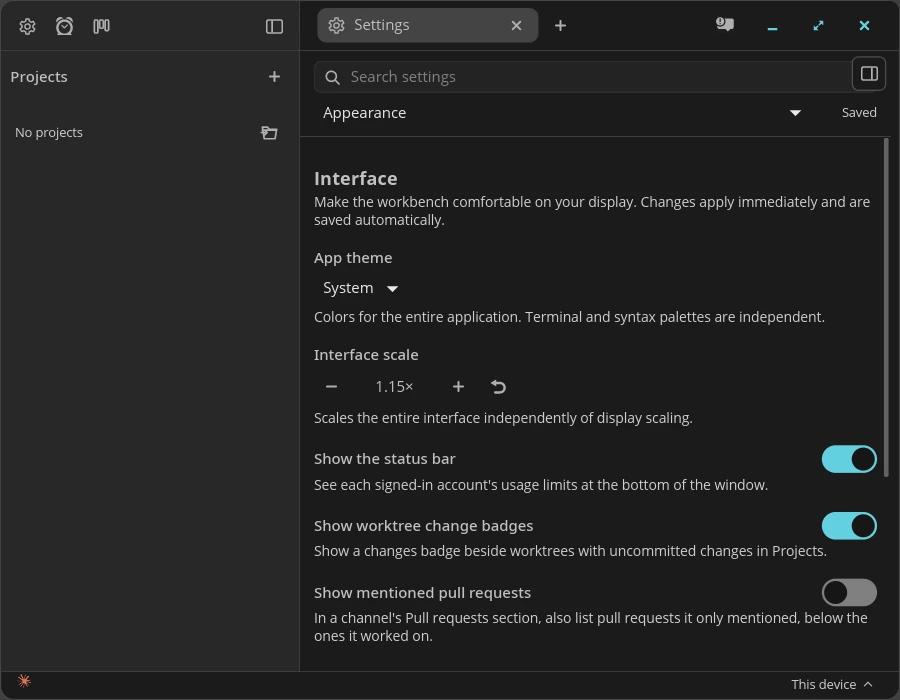 Settings
Projects
Search settings
Appearance
Saved
No projects
Interface
Make the workbench comfortable on your display. Changes apply immediately and are
saved automatically.
App theme
System
Colors for the entire application. Terminal and syntax palettes are independent.
Interface scale
1.15×
Scales the entire interface independently of display scaling.
Show the status bar
See each signed-in account's usage limits at the bottom of the window.
Show worktree change badges
Show a changes badge beside worktrees with uncommitted changes in Projects.
Show mentioned pull requests
In a channel's Pull requests section, also list pull requests it only mentioned, below the
ones it worked on.
This device